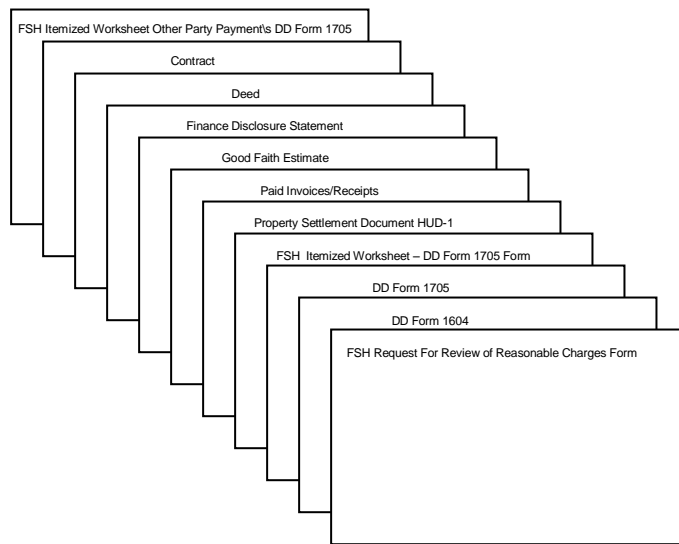 FSH Itemized Worksheet Other Party Payment\s DD Form 1705
Contract
Deed
Finance Disclosure Statement
Good Faith Estimate
Paid Invoices/Receipts
Property Settlement Document HUD-1
FSH Itemized Worksheet – DD Form 1705 Form
DD Form 1705
DD Form 1604
FSH Request For Review of Reasonable Charges Form